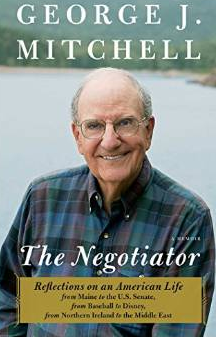 GEORGE J.
MITCHELL
A MEMOIR
The Negotiator
Reflections on an American Life
from Maine to the U.S. Senate,
from Baseball to Disney,
from Northern Ireland to the Middle East